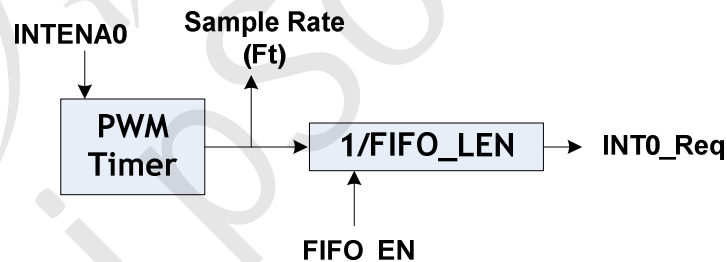 INTENA0
Sample Rate
(Ft)
PWM
Timer
1/FIFO_LEN
INT0_Req
FIFO EN